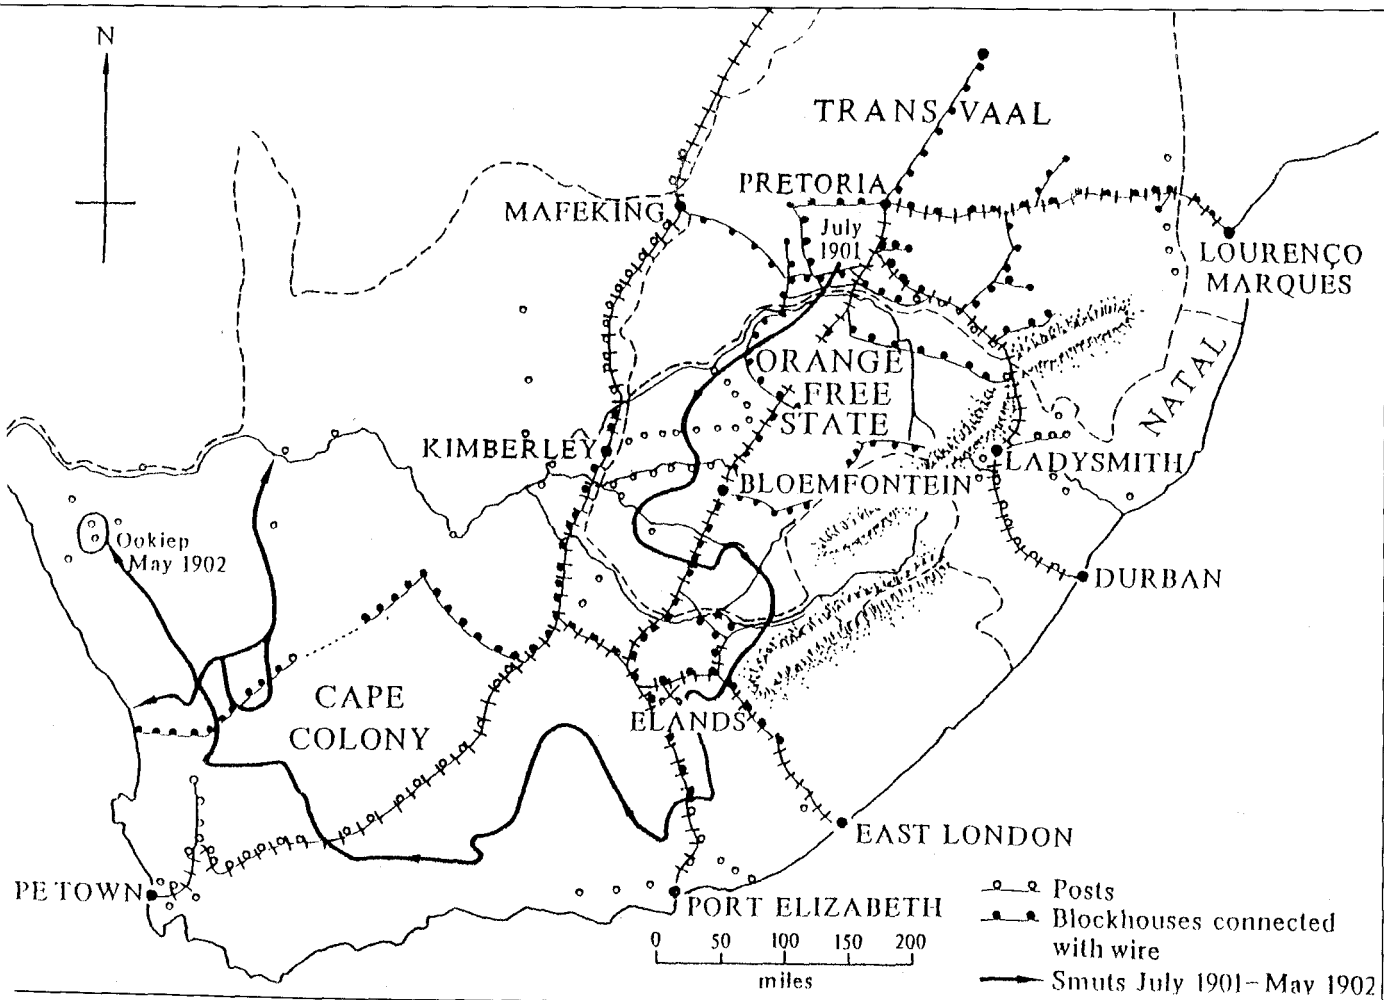 N
TRANSVAAL
PRETORIA
MAFEKING
July
1901
LOURENÇO
MARQUES
ORANGE
FREE
STATE
NATAL
KIMBERLEY
LADYSMITH
BLOEMFONTEIN
Ookiep
May 1902
DURBAN
CAPE
COLONY
ELANDS
EAST LONDON
PE TOWN
PORT ELIZABETH
Posts
Blockhouses connected
with wire
Smuts July 1901-May 1902
0 50 100 150 200
miles